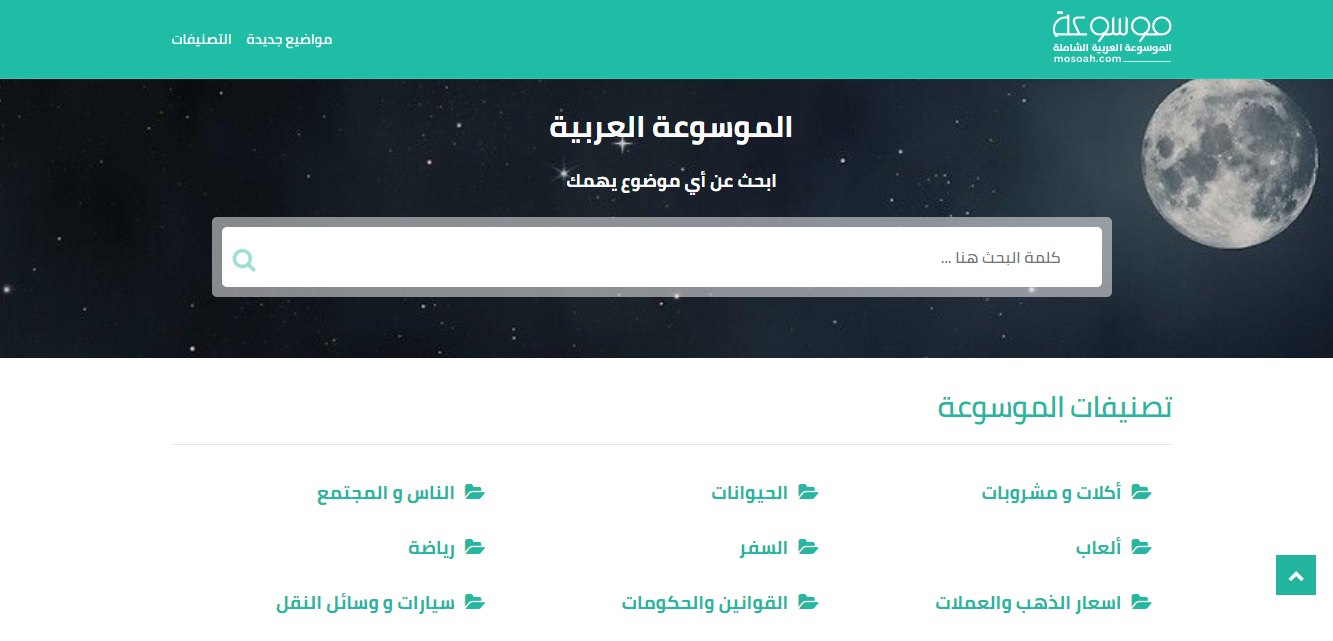 موسوعة
الموسوعة العربية الشاملة
mosoah.com
مواضيع جديدة
التصنيفات
الموسوعة العربية
ابحث عن أي موضوع يهمك
كلمة البحث هنا ...
تصنيفات الموسوعة
أكلات و مشروبات
الحيوانات
الناس و المجتمع
ألعاب
السفر
رياضة
اسعار الذهب والعملات
القوانين والحكومات
سيارات و وسائل النقل